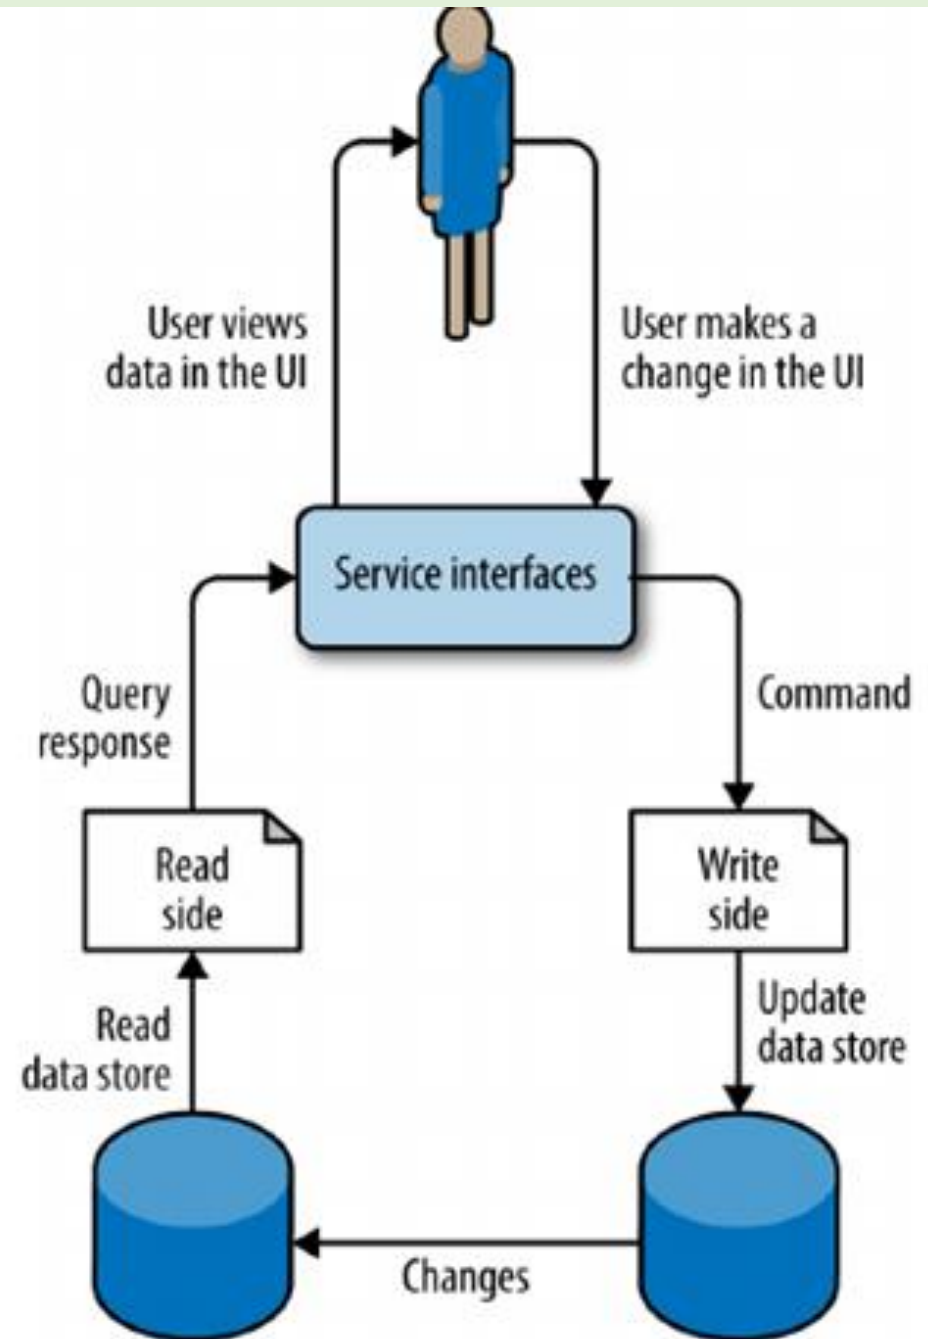 User views
data in the UI
User makes a
change in the UI
Service interfaces
Query
response
Command
Read
side
Write
side
Read
data store
Update
data store
Changes